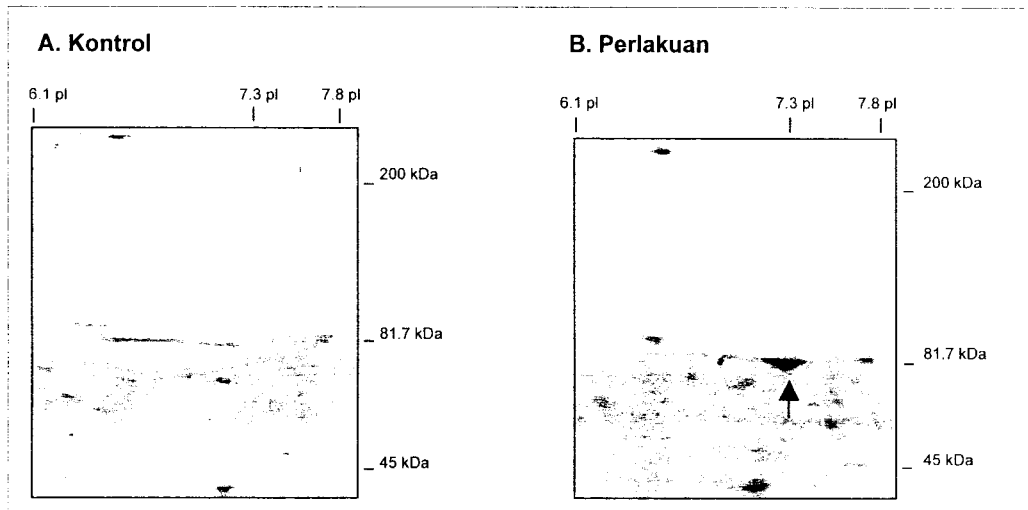 A. Kontrol
6.1 pI 7.3 pI 7.8 pI
200 kDa
81.7 kDa
45 kDa
B. Perlakuan
6.1 pI 7.3 pI 7.8 pI
200 kDa
81.7 kDa
45 kDa